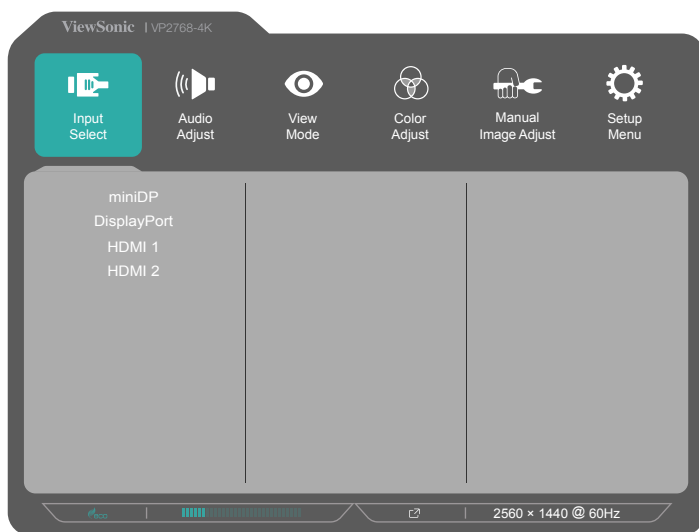 ViewSonic | VP2768-4K
Input
Select
Audio
Adjust
View
Mode
Color
Adjust
Manual
Image Adjust
Setup
Menu
miniDP
DisplayPort
HDMI 1
HDMI 2
eco
2560 × 1440 @ 60Hz